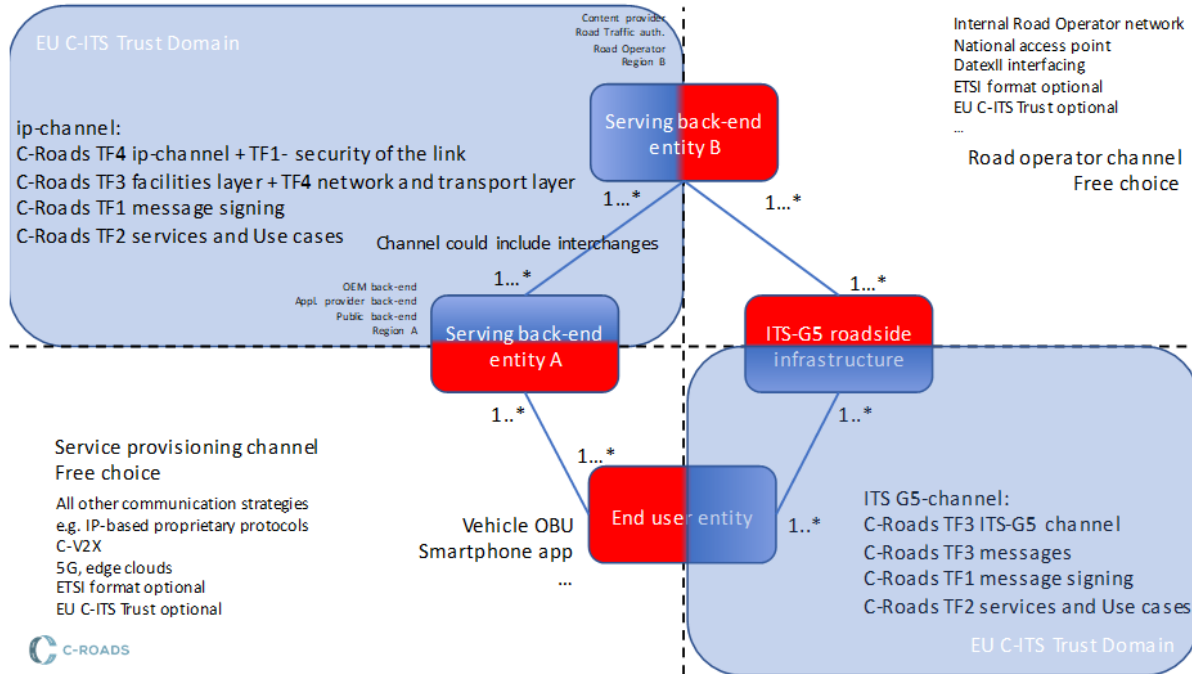 EU C-ITS Trust Domain
Content provider
Road Traffic auth.
Road Operator
Region B
Internal Road Operator network
National access point
DatexII interfacing
ETSI format optional
EU C-ITS Trust optional
...
Road operator channel
Free choice
ip-channel:
C-Roads TF4 ip-channel + TF1- security of the link
C-Roads TF3 facilities layer + TF4 network and transport layer
C-Roads TF1 message signing
C-Roads TF2 services and Use cases
Serving back-end
entity B
1...*
1...*
Channel could include interchanges
1...*
1...*
OEM back-end
Appl. provider back-end
Public back-end
Region A
Serving back-end
entity A
ITS-G5 roadside
infrastructure
1..*
1..*
1...*
Service provisioning channel
Free choice
All other communication strategies
e.g. IP-based proprietary protocols
C-V2X
5G, edge clouds
ETSI format optional
EU C-ITS Trust optional
Vehicle OBU
Smartphone app
...
End user entity
1..*
ITS G5-channel:
C-Roads TF3 ITS-G5 channel
C-Roads TF3 messages
C-Roads TF1 message signing
C-Roads TF2 services and Use cases
EU C-ITS Trust Domain
C-ROADS